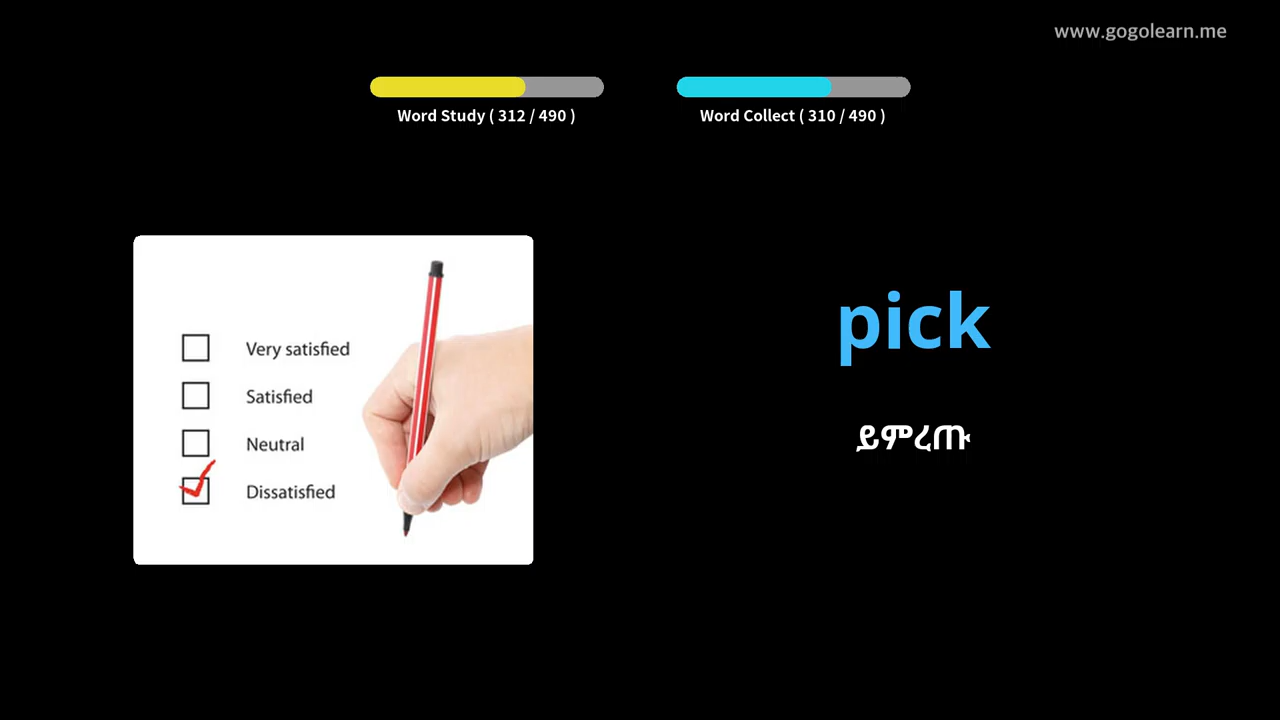 www.gogolearn.me
Word Study ( 312 / 490 )
Word Collect ( 310 / 490 )
Very satisfied
Satisfied
Neutral
Dissatisfied
pick
ይምረጡ